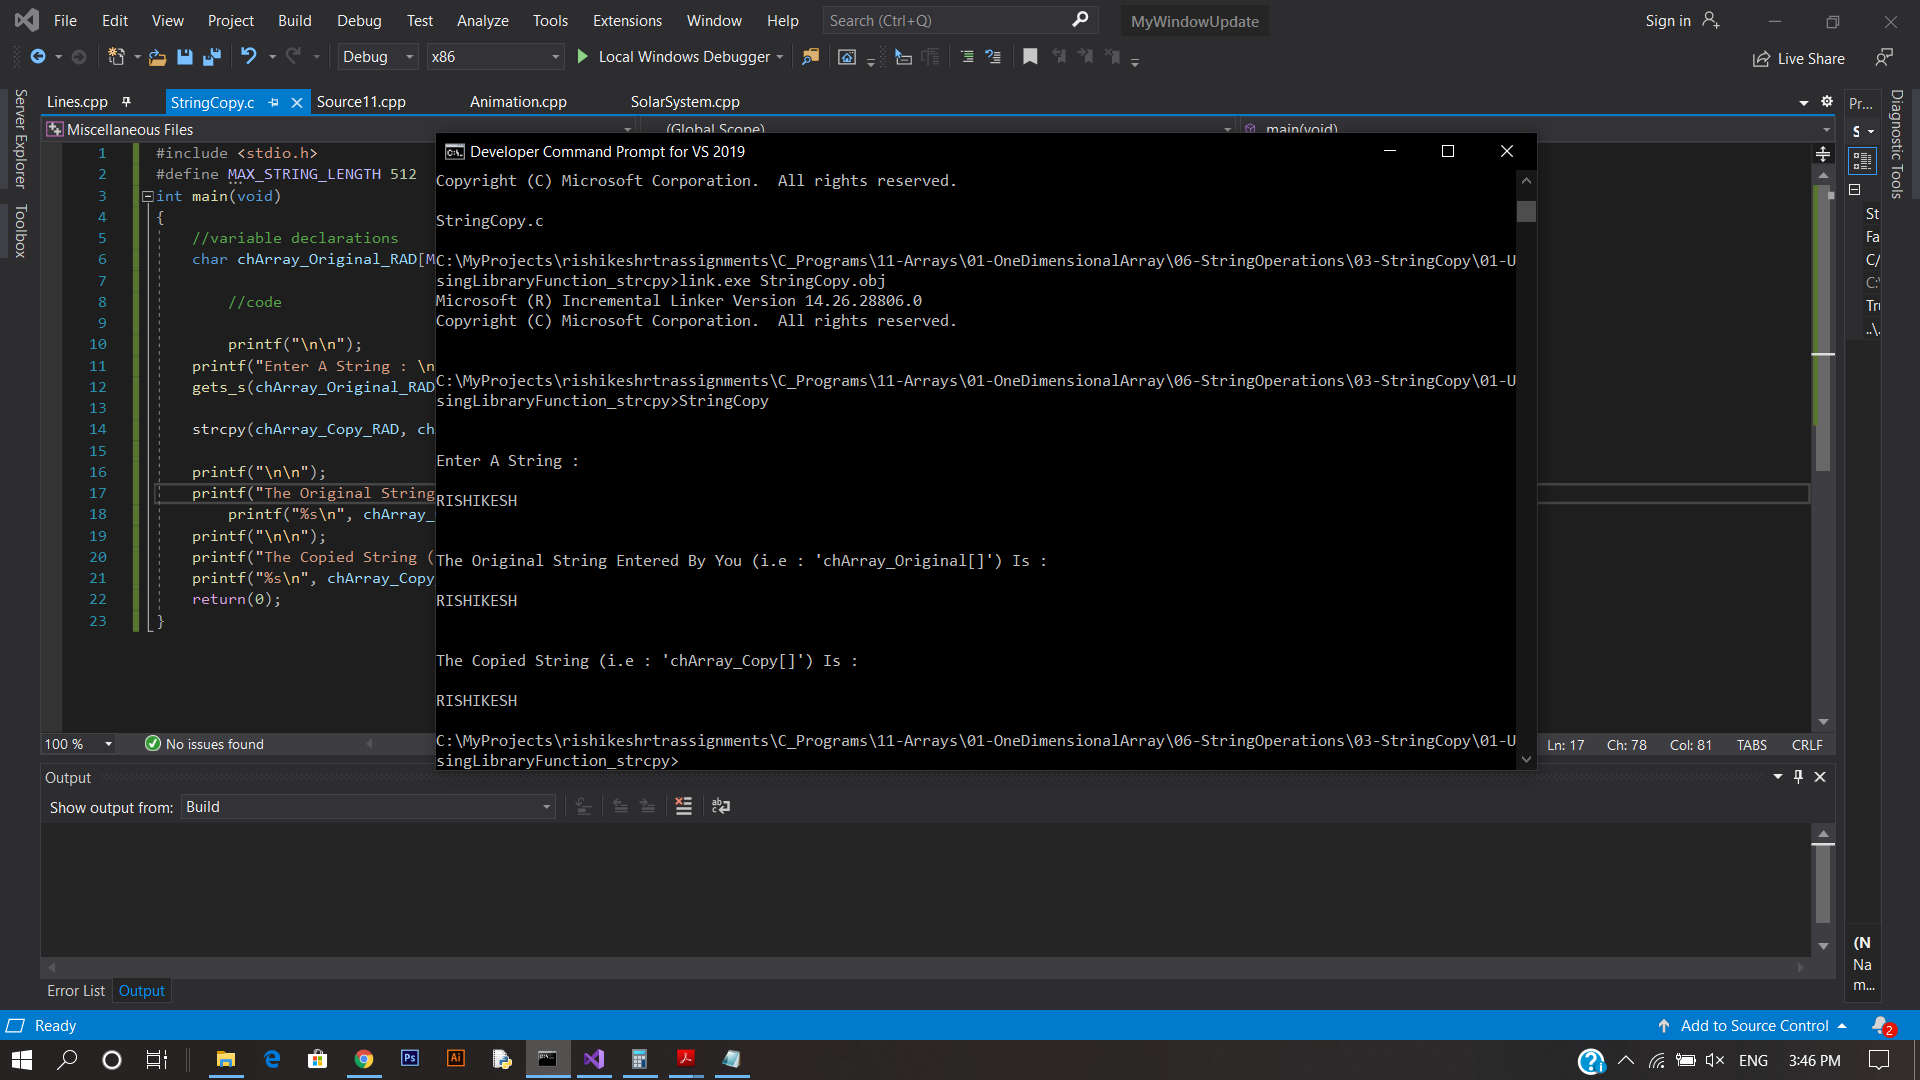 File Edit View Project Build Debug Test Analyze Tools Extensions Window Help Search (Ctrl+Q) MyWindowUpdate Sign in
Debug x86 Local Windows Debugger Live Share
Server Explorer
Toolbox
Lines.cpp StringCopy.c Source11.cpp Animation.cpp SolarSystem.cpp
Miscellaneous Files (Global Scope) main(void)
1 #include <stdio.h>
2 #define MAX_STRING_LENGTH 512
3 int main(void)
4 {
5 //variable declarations
6 char chArray_Original_RAD[M
7
8 //code
9
10 printf("\n\n");
11 printf("Enter A String : \n
12 gets_s(chArray_Original_RAD
13
14 strcpy(chArray_Copy_RAD, ch
15
16 printf("\n\n");
17 printf("The Original String
18 printf("%s\n", chArray_
19 printf("\n\n");
20 printf("The Copied String (
21 printf("%s\n", chArray_Copy
22 return(0);
23 }
Developer Command Prompt for VS 2019
Copyright (C) Microsoft Corporation.  All rights reserved.
StringCopy.c
C:\MyProjects\rishikeshrtrassignments\C_Programs\11-Arrays\01-OneDimensionalArray\06-StringOperations\03-StringCopy\01-U
singLibraryFunction_strcpy>link.exe StringCopy.obj
Microsoft (R) Incremental Linker Version 14.26.28806.0
Copyright (C) Microsoft Corporation.  All rights reserved.
C:\MyProjects\rishikeshrtrassignments\C_Programs\11-Arrays\01-OneDimensionalArray\06-StringOperations\03-StringCopy\01-U
singLibraryFunction_strcpy>StringCopy
Enter A String :
RISHIKESH
The Original String Entered By You (i.e : 'chArray_Original[]') Is :
RISHIKESH
The Copied String (i.e : 'chArray_Copy[]') Is :
RISHIKESH
C:\MyProjects\rishikeshrtrassignments\C_Programs\11-Arrays\01-OneDimensionalArray\06-StringOperations\03-StringCopy\01-U
singLibraryFunction_strcpy>
Pr...
S
St
Fa
C/
C:
Tru
..\.
(N
Na
m...
Diagnostic Tools
100 % No issues found Ln: 17 Ch: 78 Col: 81 TABS CRLF
Output
Show output from: Build
Error List Output
Ready Add to Source Control 2
Ps Ai ENG 3:46 PM